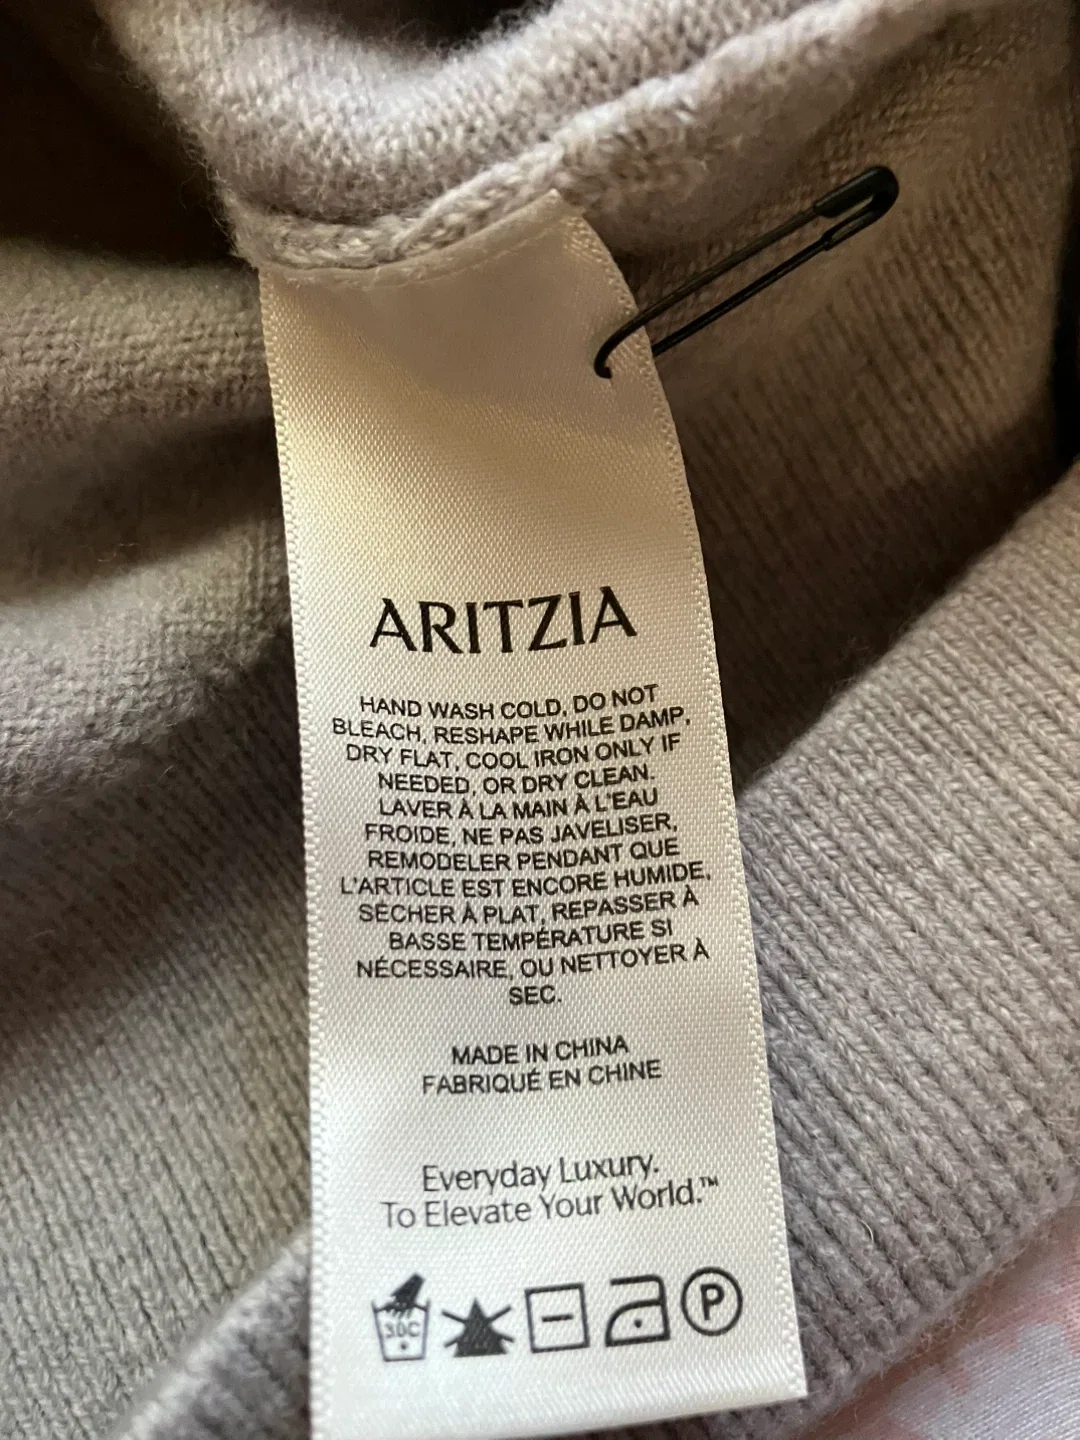 ARITZIA
HAND WASH COLD, DO NOT
BLEACH, RESHAPE WHILE DAMP,
DRY FLAT, COOL IRON ONLY IF
NEEDED, OR DRY CLEAN.
LAVER À LA MAIN À L'EAU
FROIDE, NE PAS JAVELISER,
REMODELER PENDANT QUE
L'ARTICLE EST ENCORE HUMIDE,
SÉCHER À PLAT, REPASSER À
BASSE TEMPÉRATURE SI
NÉCESSAIRE, OU NETTOYER À
SEC.
MADE IN CHINA
FABRIQUÉ EN CHINE
Everyday Luxury.
To Elevate Your World.™
30C
P